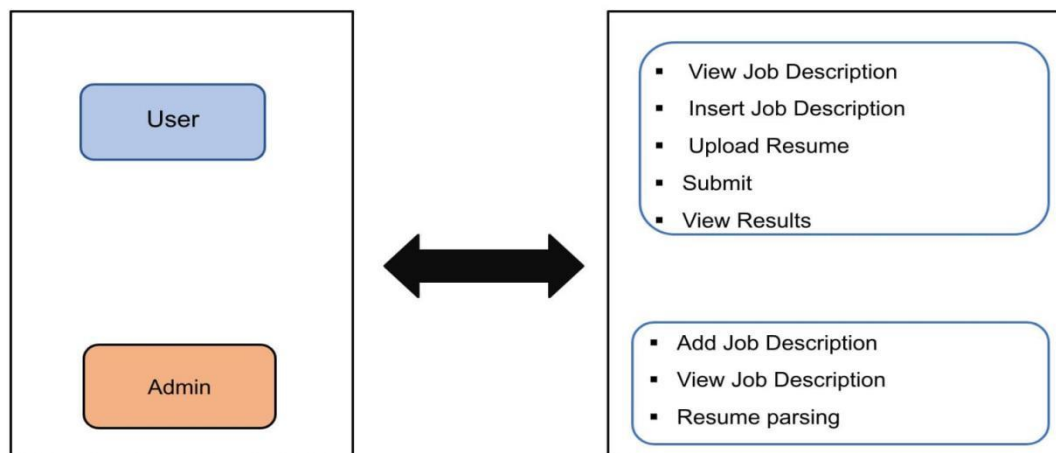 User
Admin
▪ View Job Description
▪ Insert Job Description
▪ Upload Resume
▪ Submit
▪ View Results
▪ Add Job Description
▪ View Job Description
▪ Resume parsing